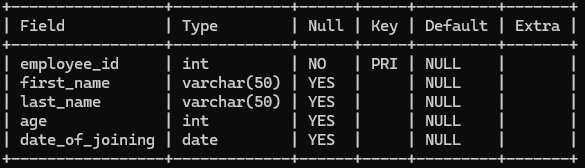 +-----------------+-------------+------+-----+---------+-------+
| Field           | Type        | Null | Key | Default | Extra |
+-----------------+-------------+------+-----+---------+-------+
| employee_id     | int         | NO   | PRI | NULL    |       |
| first_name      | varchar(50) | YES  |     | NULL    |       |
| last_name       | varchar(50) | YES  |     | NULL    |       |
| age             | int         | YES  |     | NULL    |       |
| date_of_joining | date        | YES  |     | NULL    |       |
+-----------------+-------------+------+-----+---------+-------+